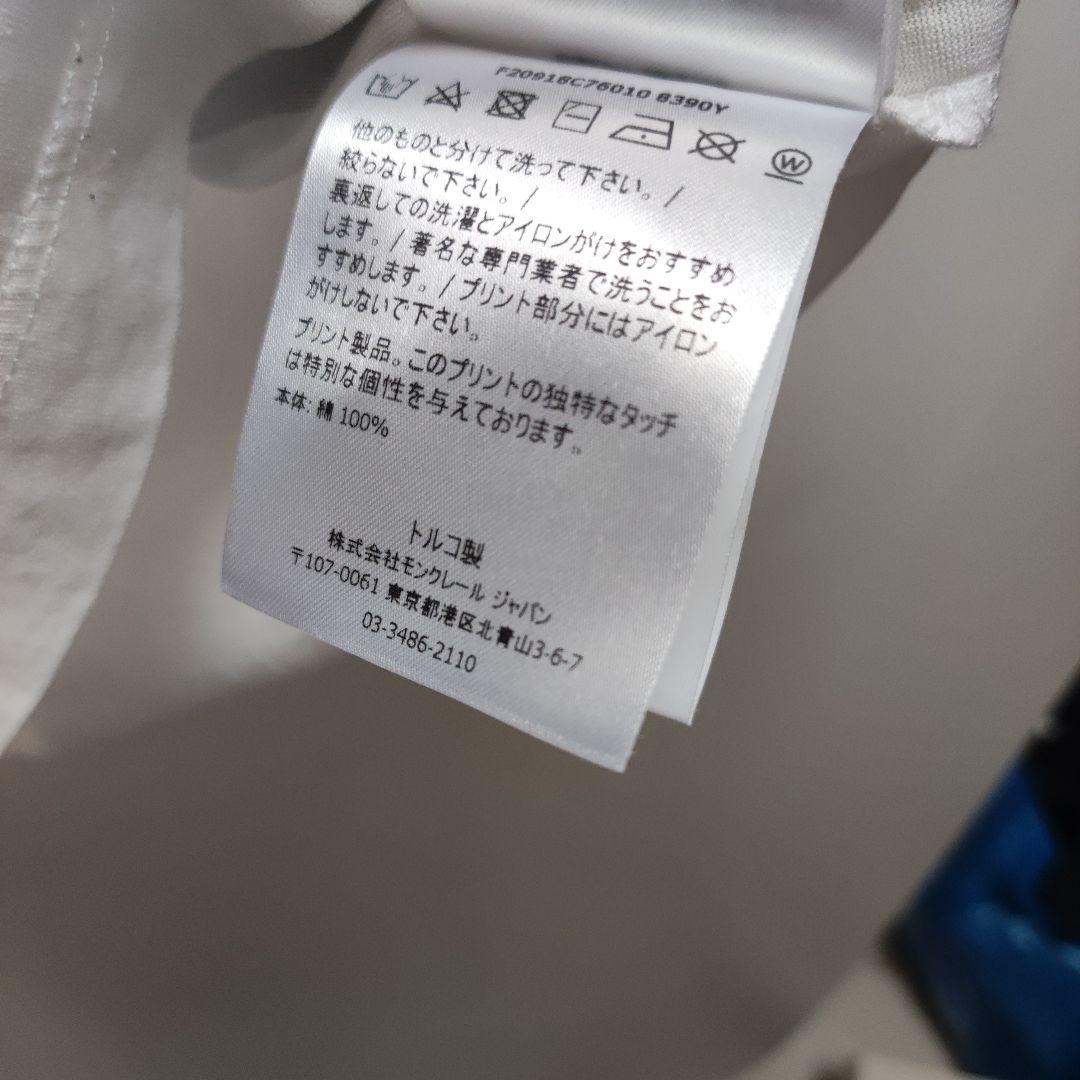 F20918C76010 8390Y
他のものと分けて洗って下さい。/
絞らないで下さい。/
裏返しての洗濯とアイロンがけをおすすめ
します。/ 著名な専門業者で洗うことをお
すすめします。/ プリント部分にはアイロン
がけしないで下さい。
プリント製品。このプリントの独特なタッチ
は特別な個性を与えております。
本体: 綿 100%
トルコ製
株式会社モンクレール ジャパン
〒107-0061 東京都港区北青山3-6-7
03-3486-2110